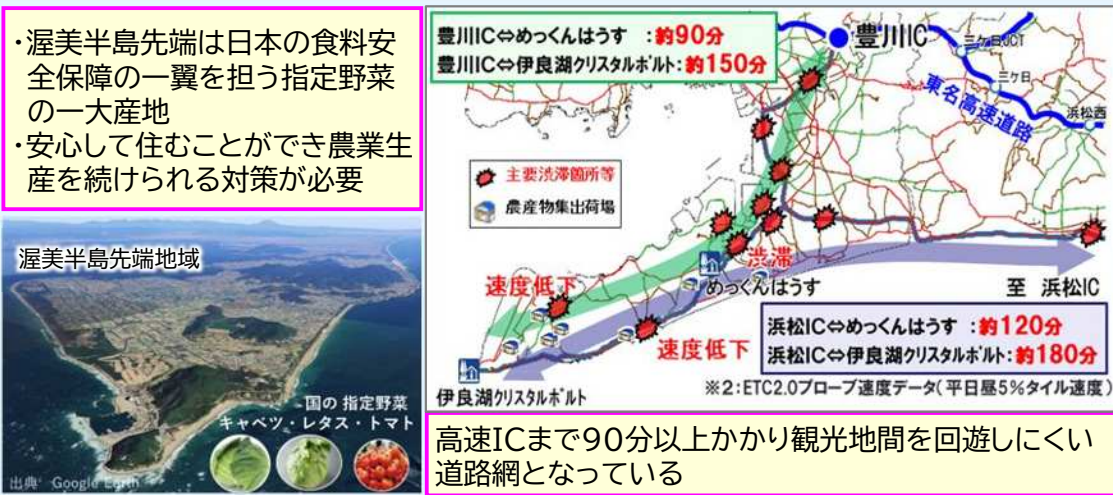 ・渥美半島先端は日本の食料安
全保障の一翼を担う指定野菜
の一大産地
・安心して住むことができ農業生
産を続けられる対策が必要
渥美半島先端地域
国の 指定野菜
キャベツ・レタス・トマト
出典 Google Earth
豊川IC⇔めっくんはうす ：約90分
豊川IC⇔伊良湖クリスタルボルト：約150分
豊川IC
三ケ日JCT
三ケ日
東名高速道路
浜松西
主要渋滞箇所等
農産物集出荷場
渋滞
速度低下
めっくんはうす
至 浜松IC
速度低下
浜松IC⇔めっくんはうす ：約120分
浜松IC⇔伊良湖クリスタルボルト：約180分
伊良湖クリスタルボルト
※2：ETC2.0プローブ速度データ(平日昼5%タイル速度)
高速ICまで90分以上かかり観光地間を回遊しにくい
道路網となっている